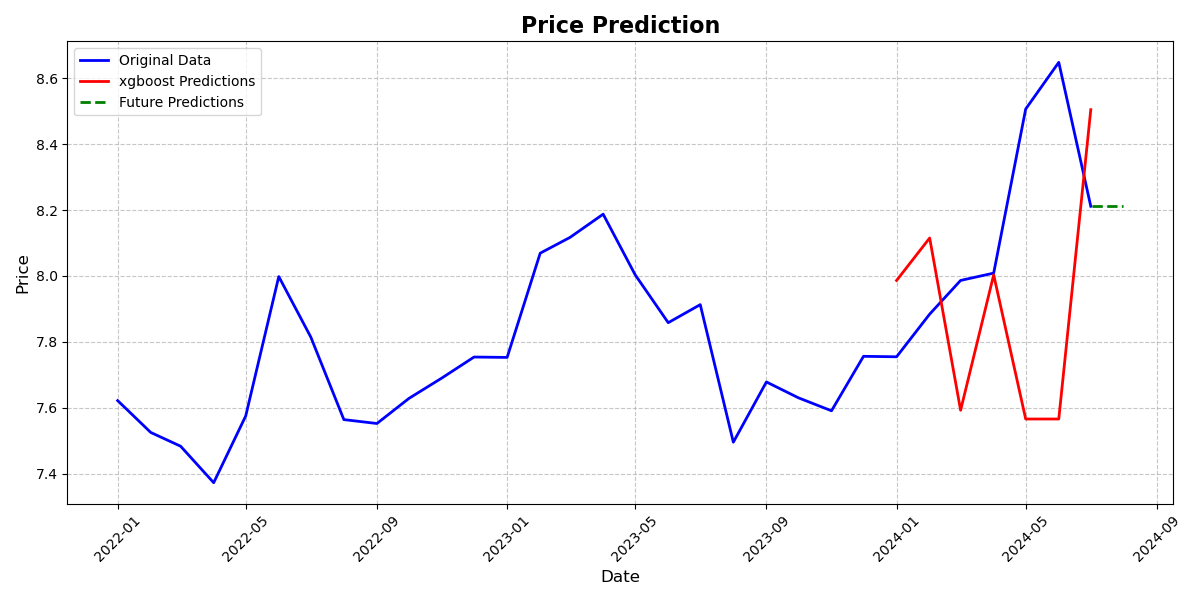 Price Prediction
Original Data
xgboost Predictions
Future Predictions
Price
8.6
8.4
8.2
8.0
7.8
7.6
7.4
2022-01
2022-05
2022-09
2023-01
2023-05
2023-09
2024-01
2024-05
2024-09
Date